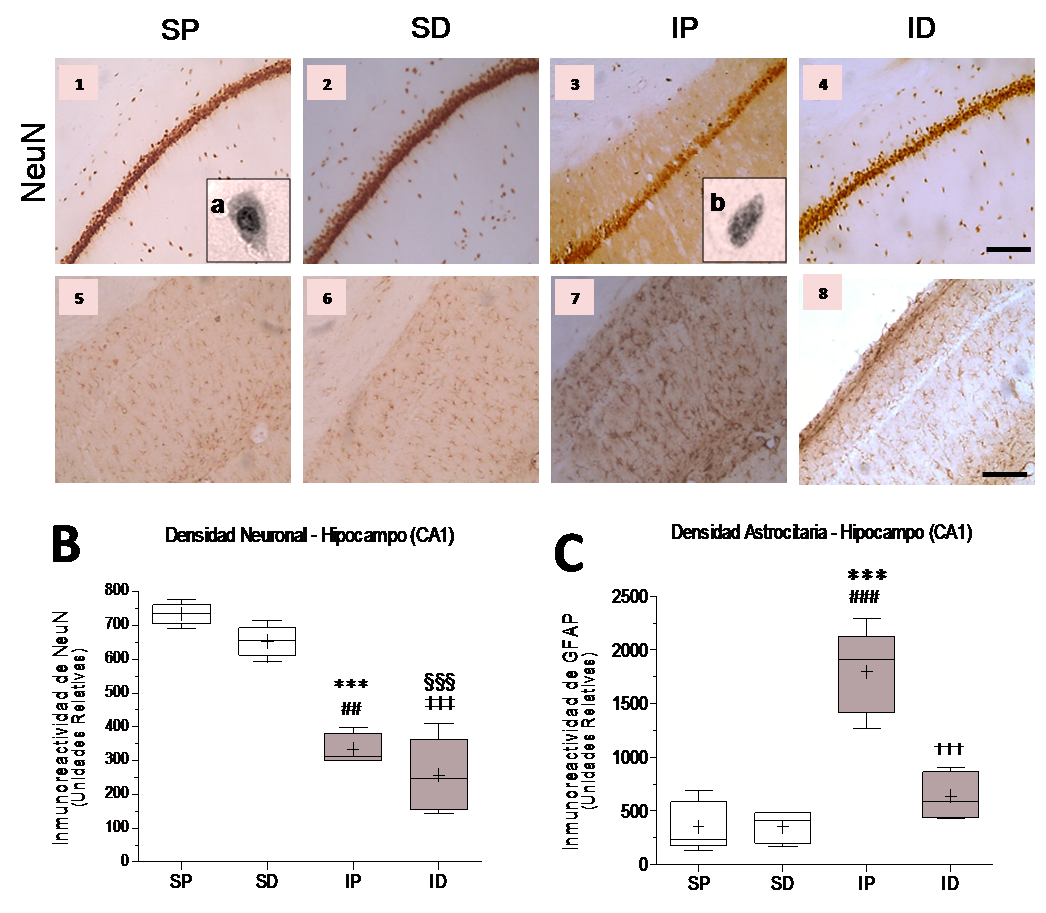 SP SD IP ID
NeuN
1 2 3 4
a b
5 6 7 8
B
Densidad Neuronal - Hipocampo (CA1)
Inmunoreactividad de NeuN
(Unidades Relativas)
800
700
600
500
400
300
200
100
0
***
##
§§§
‡‡‡
SP SD IP ID
C
Densidad Astrocitaria - Hipocampo (CA1)
Inmunoreactividad de GFAP
(Unidades Relativas)
2500
2000
1500
1000
500
0
***
###
†††
SP SD IP ID